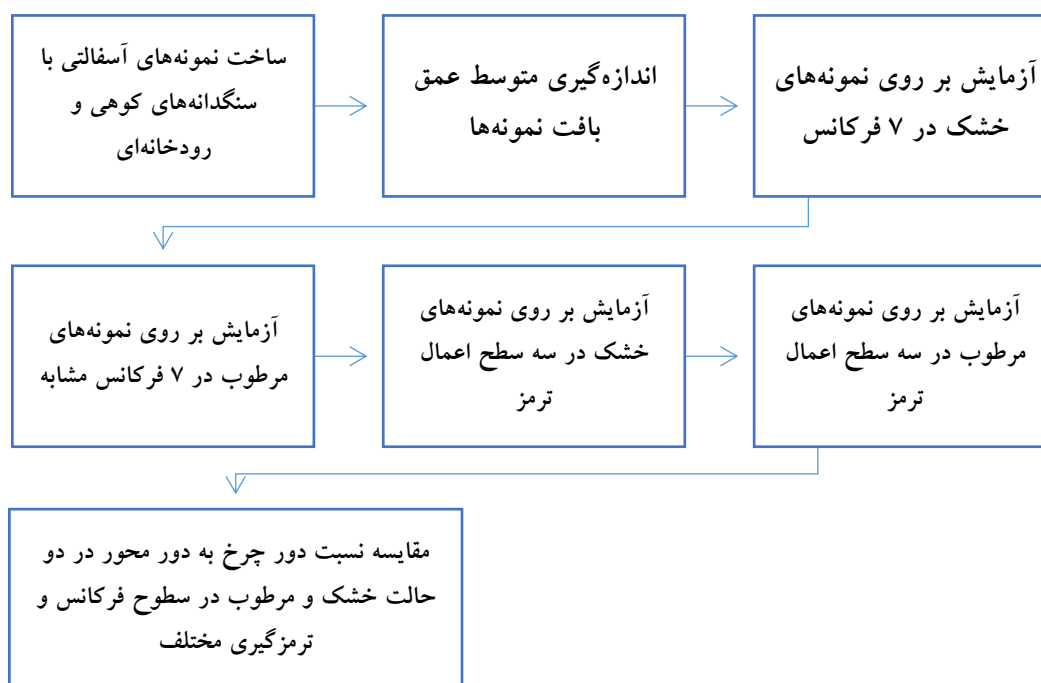 ساخت نمونه‌های آسفالتی با
سنگدانه‌های کوهی و
رودخانه‌ای
اندازه‌گیری متوسط عمق
بافت نمونه‌ها
آزمایش بر روی نمونه‌های
خشک در ۷ فرکانس
آزمایش بر روی نمونه‌های
مرطوب در ۷ فرکانس مشابه
آزمایش بر روی نمونه‌های
خشک در سه سطح اعمال
ترمز
آزمایش بر روی نمونه‌های
مرطوب در سه سطح اعمال
ترمز
مقایسه نسبت دور چرخ به دور محور در دو
حالت خشک و مرطوب در سطوح فرکانس و
ترمزگیری مختلف